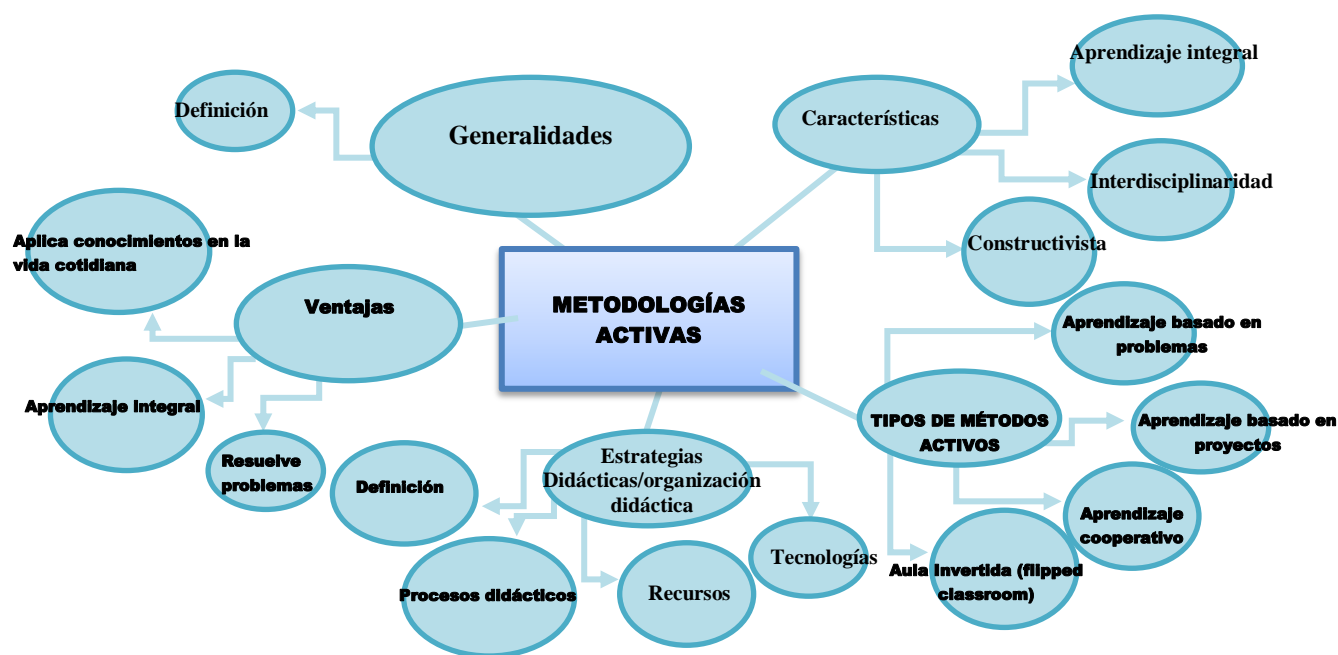 Aprendizaje integral
Definición
Generalidades
Características
Interdisciplinaridad
Constructivista
Aplica conocimientos en la
vida cotidiana
Ventajas
METODOLOGÍAS
ACTIVAS
Aprendizaje basado en
problemas
Aprendizaje integral
TIPOS DE MÉTODOS
ACTIVOS
Aprendizaje basado en
proyectos
Resuelve
problemas
Definición
Estrategias
Didácticas/organización
didáctica
Aprendizaje
cooperativo
Tecnologías
Aula invertida (flipped
classroom)
Procesos didácticos
Recursos